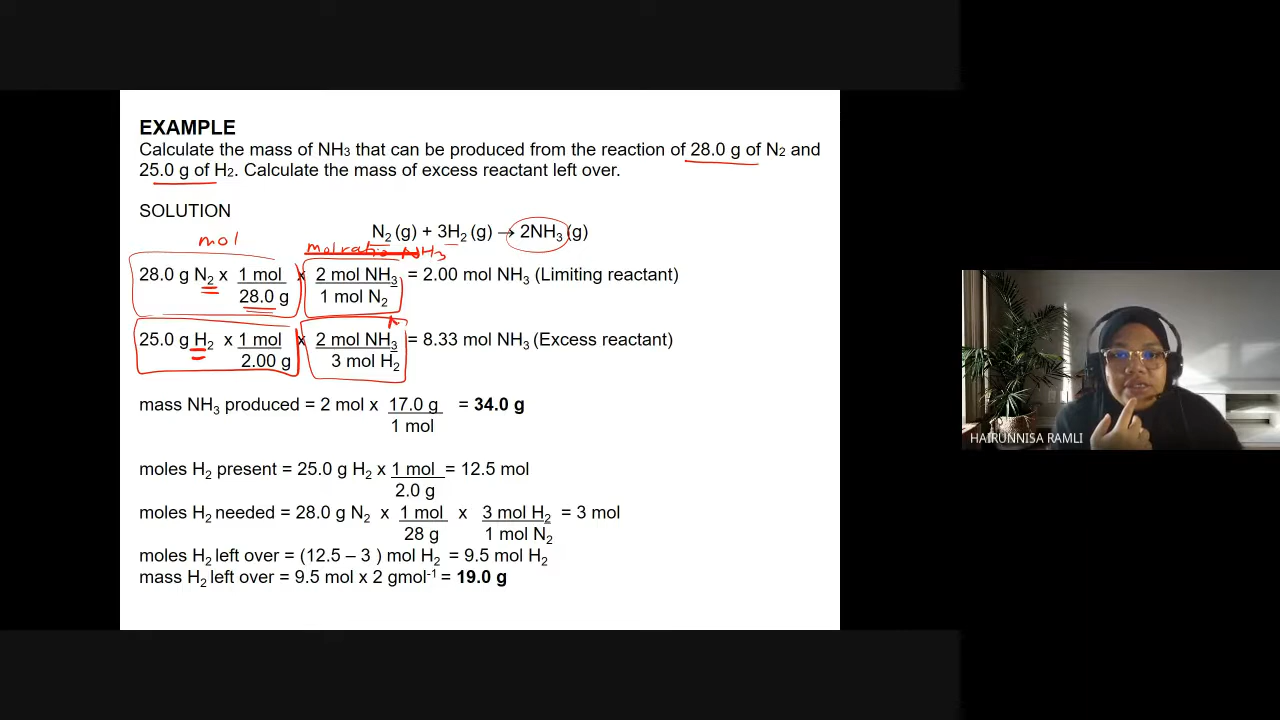 EXAMPLE
Calculate the mass of NH3 that can be produced from the reaction of 28.0 g of N2 and
25.0 g of H2. Calculate the mass of excess reactant left over.
SOLUTION
mol
N2 (g) + 3H2 (g) → 2NH3 (g)
mol ratio NH3
28.0 g N2 x 1 mol x 2 mol NH3 = 2.00 mol NH3 (Limiting reactant)
28.0 g 1 mol N2
25.0 g H2 x 1 mol x 2 mol NH3 = 8.33 mol NH3 (Excess reactant)
2.00 g 3 mol H2
mass NH3 produced = 2 mol x 17.0 g = 34.0 g
1 mol
moles H2 present = 25.0 g H2 x 1 mol = 12.5 mol
2.0 g
moles H2 needed = 28.0 g N2 x 1 mol x 3 mol H2 = 3 mol
28 g 1 mol N2
moles H2 left over = (12.5 – 3 ) mol H2 = 9.5 mol H2
mass H2 left over = 9.5 mol x 2 gmol-1 = 19.0 g
HAIRUNNISA RAMLI